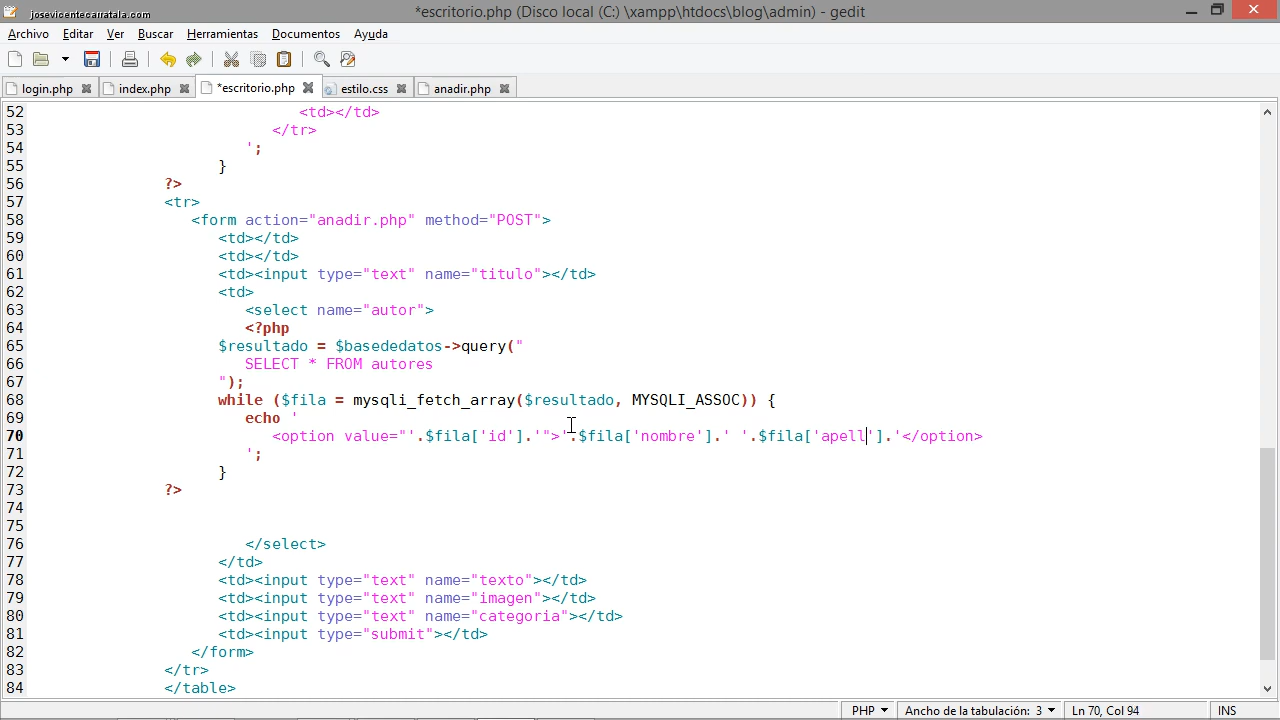 josevicentecarratala.com
*escritorio.php (Disco local (C:) \xampp\htdocs\blog\admin) - gedit
Archivo Editar Ver Buscar Herramientas Documentos Ayuda
login.php index.php *escritorio.php estilo.css anadir.php
52 <td></td>
53 </tr>
54 ';
55 }
56 ?>
57 <tr>
58 <form action="anadir.php" method="POST">
59 <td></td>
60 <td></td>
61 <td><input type="text" name="titulo"></td>
62 <td>
63 <select name="autor">
64 <?php
65 $resultado = $basededatos->query("
66 SELECT * FROM autores
67 ");
68 while ($fila = mysqli_fetch_array($resultado, MYSQLI_ASSOC)) {
69 echo '
70 <option value="'.$fila['id'].'">'.$fila['nombre'].' '.$fila['apell'].'</option>
71 ';
72 }
73 ?>
74
75
76 </select>
77 </td>
78 <td><input type="text" name="texto"></td>
79 <td><input type="text" name="imagen"></td>
80 <td><input type="text" name="categoria"></td>
81 <td><input type="submit"></td>
82 </form>
83 </tr>
84 </table>
PHP Ancho de la tabulación: 3 Ln 70, Col 94 INS